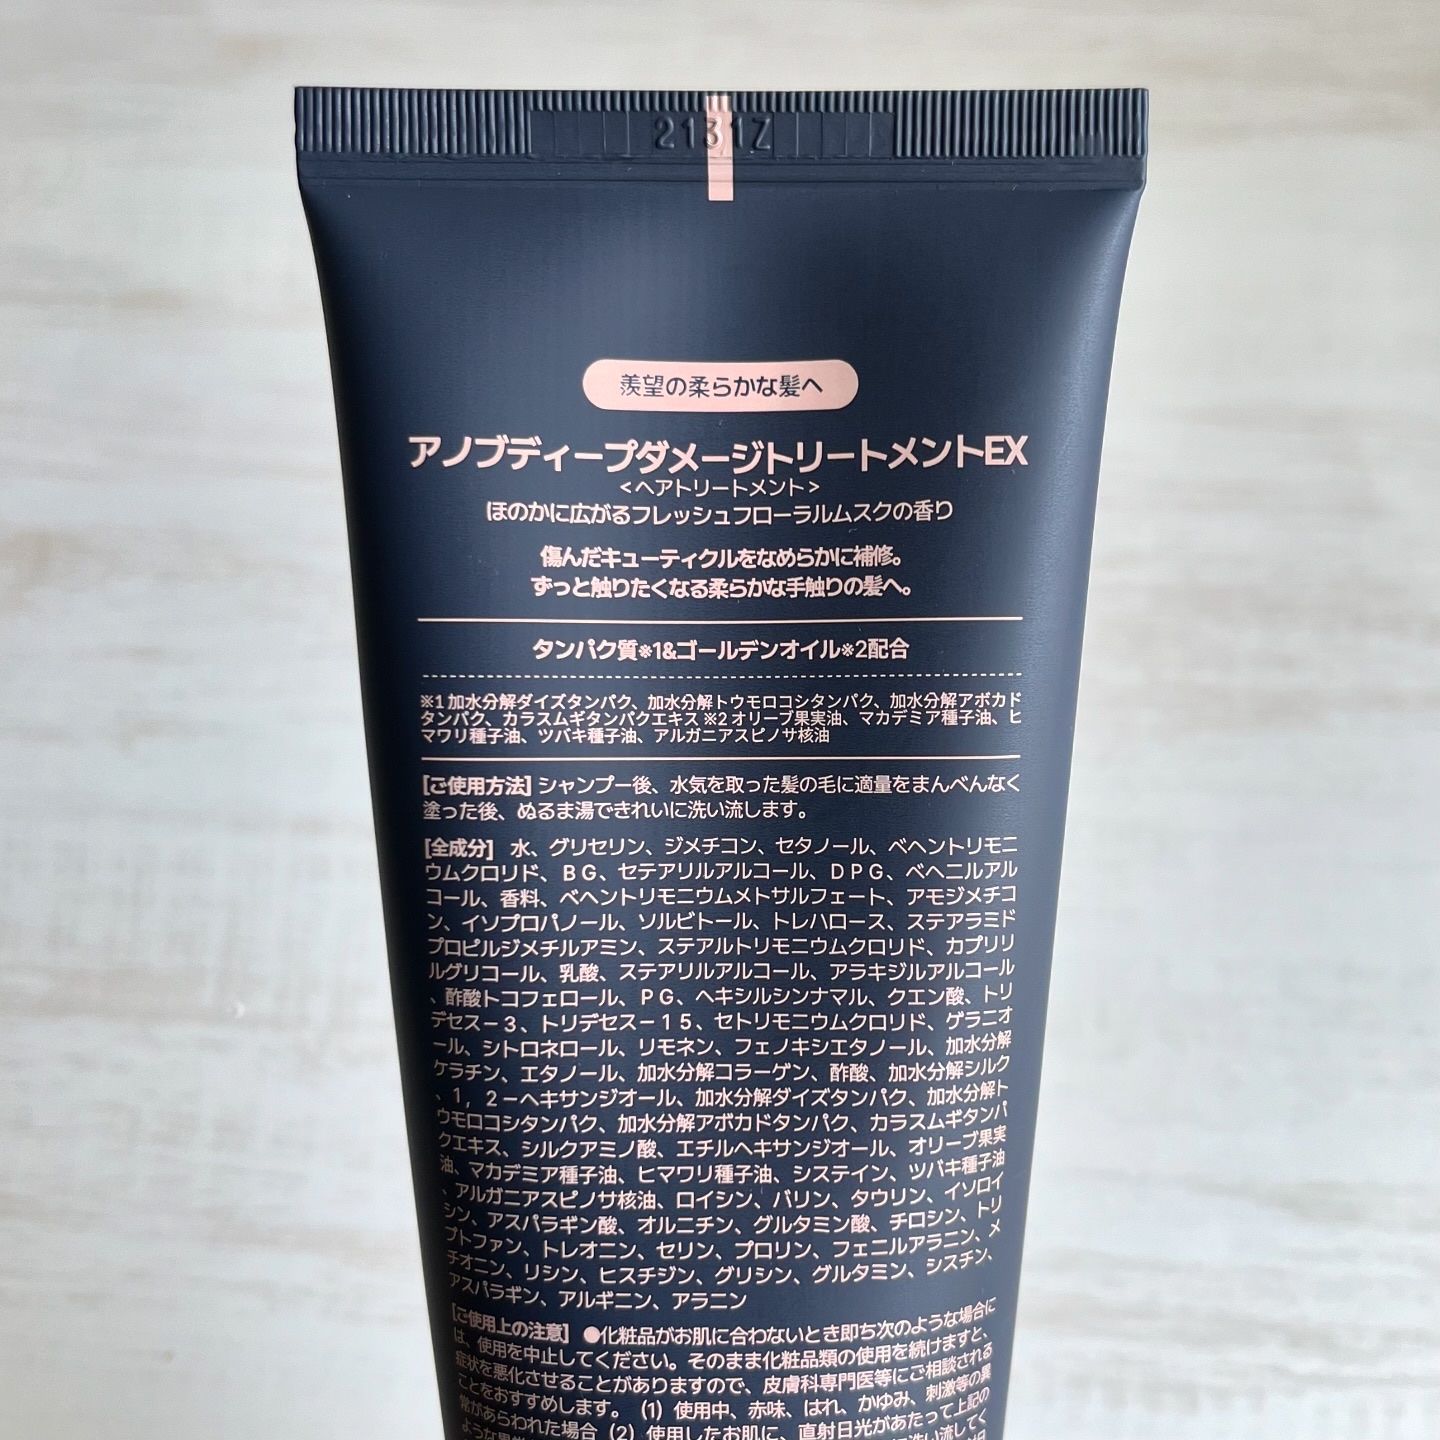 2131Z
羨望の柔らかな髪へ
アノブディープダメージトリートメントEX
<ヘアトリートメント>
ほのかに広がるフレッシュフローラルムスクの香り
傷んだキューティクルをなめらかに補修。
ずっと触りたくなる柔らかな手触りの髪へ。
タンパク質※1&ゴールデンオイル※2配合
※1 加水分解ダイズタンパク、加水分解トウモロコシタンパク、加水分解アボカド
タンパク、カラスムギタンパクエキス ※2 オリーブ果実油、マカデミア種子油、ヒ
マワリ種子油、ツバキ種子油、アルガニアスピノサ核油
[ご使用方法] シャンプー後、水気を取った髪の毛に適量をまんべんなく
塗った後、ぬるま湯できれいに洗い流します。
[全成分] 水、グリセリン、ジメチコン、セタノール、ベヘントリモニ
ウムクロリド、BG、セテアリルアルコール、DPG、ベヘニルアル
コール、香料、ベヘントリモニウムメトサルフェート、アモジメチコ
ン、イソプロパノール、ソルビトール、トレハロース、ステアラミド
プロピルジメチルアミン、ステアルトリモニウムクロリド、カプリリ
ルグリコール、乳酸、ステアリルアルコール、アラキジルアルコール
、酢酸トコフェロール、PG、ヘキシルシンナマル、クエン酸、トリ
デセス-3、トリデセス-15、セトリモニウムクロリド、ゲラニオ
ール、シトロネロール、リモネン、フェノキシエタノール、加水分解
ケラチン、エタノール、加水分解コラーゲン、酢酸、加水分解シルク
、1,2-ヘキサンジオール、加水分解ダイズタンパク、加水分解ト
ウモロコシタンパク、加水分解アボカドタンパク、カラスムギタンパ
クエキス、シルクアミノ酸、エチルヘキサンジオール、オリーブ果実
油、マカデミア種子油、ヒマワリ種子油、システイン、ツバキ種子油
、アルガニアスピノサ核油、ロイシン、バリン、タウリン、イソロイ
シン、アスパラギン酸、オルニチン、グルタミン酸、チロシン、トリ
プトファン、トレオニン、セリン、プロリン、フェニルアラニン、メ
チオニン、リシン、ヒスチジン、グリシン、グルタミン、シスチン、
アスパラギン、アルギニン、アラニン
[ご使用上の注意] ●化粧品がお肌に合わないとき即ち次のような場合に
は、使用を中止してください。そのまま化粧品類の使用を続けますと、
症状を悪化させることがありますので、皮膚科専門医等にご相談される
ことをおすすめします。(1) 使用中、赤味、はれ、かゆみ、刺激等の異
常があらわれた場合 (2) 使用したお肌に、直射日光があたって上記の
ような異常
に洗い流してく